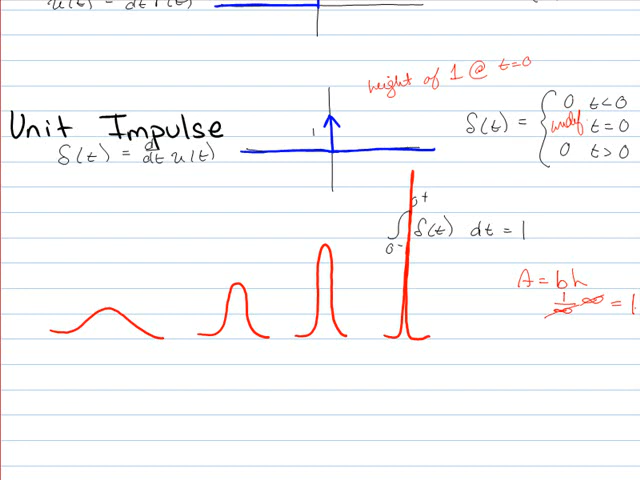 u(t) = d/dt r(t)
height of 1 @ t=0
Unit Impulse
δ(t) = d/dt u(t)
1
δ(t) = { 0 t<0
undef t=0
0 t>0
∫0-^0+ δ(t) dt = 1
A = bh
1/∞ ∞ = 1